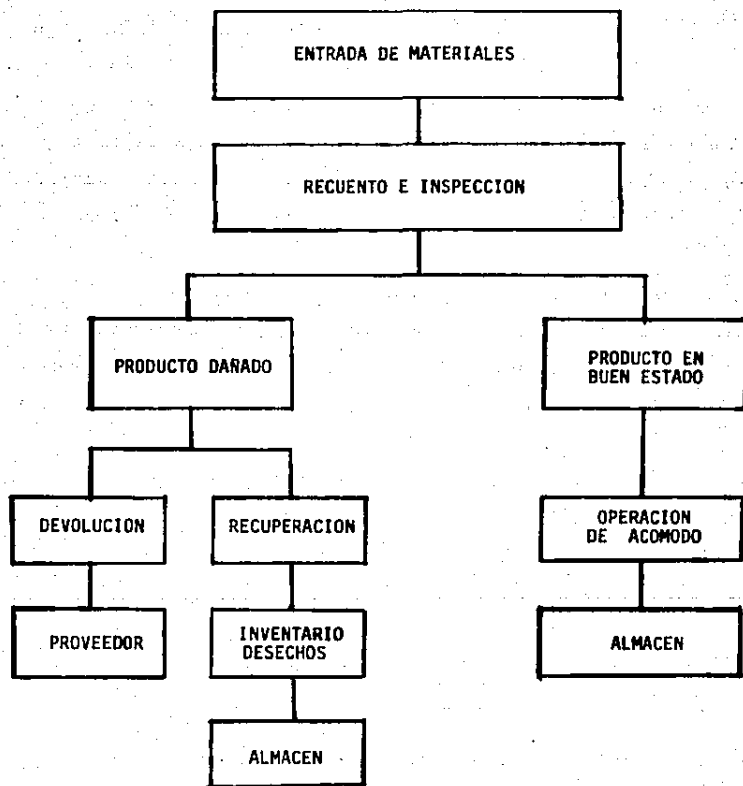 ENTRADA DE MATERIALES
RECUENTO E INSPECCION
PRODUCTO DAÑADO
PRODUCTO EN
BUEN ESTADO
DEVOLUCION
RECUPERACION
OPERACION
DE ACOMODO
PROVEEDOR
INVENTARIO
DESECHOS
ALMACEN
ALMACEN